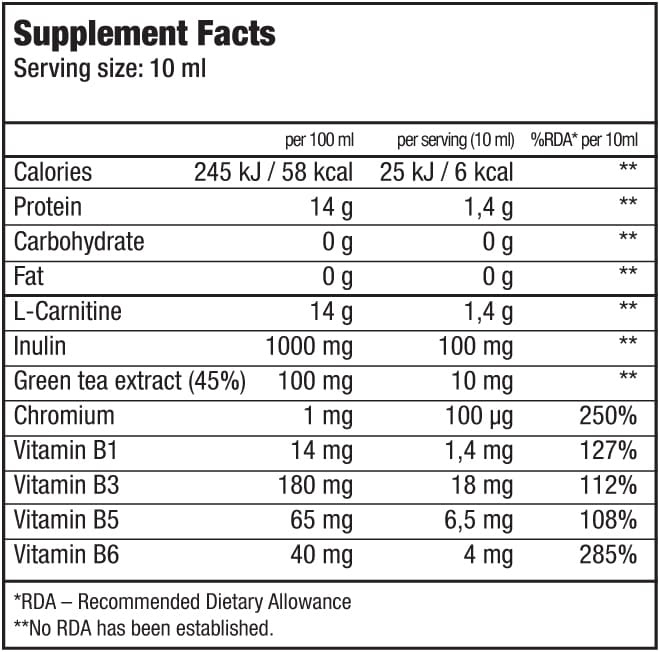 Supplement Facts
Serving size: 10 ml
per 100 ml per serving (10 ml) %RDA* per 10ml
Calories 245 kJ / 58 kcal 25 kJ / 6 kcal **
Protein 14 g 1,4 g **
Carbohydrate 0 g 0 g **
Fat 0 g 0 g **
L-Carnitine 14 g 1,4 g **
Inulin 1000 mg 100 mg **
Green tea extract (45%) 100 mg 10 mg **
Chromium 1 mg 100 µg 250%
Vitamin B1 14 mg 1,4 mg 127%
Vitamin B3 180 mg 18 mg 112%
Vitamin B5 65 mg 6,5 mg 108%
Vitamin B6 40 mg 4 mg 285%
*RDA – Recommended Dietary Allowance
**No RDA has been established.